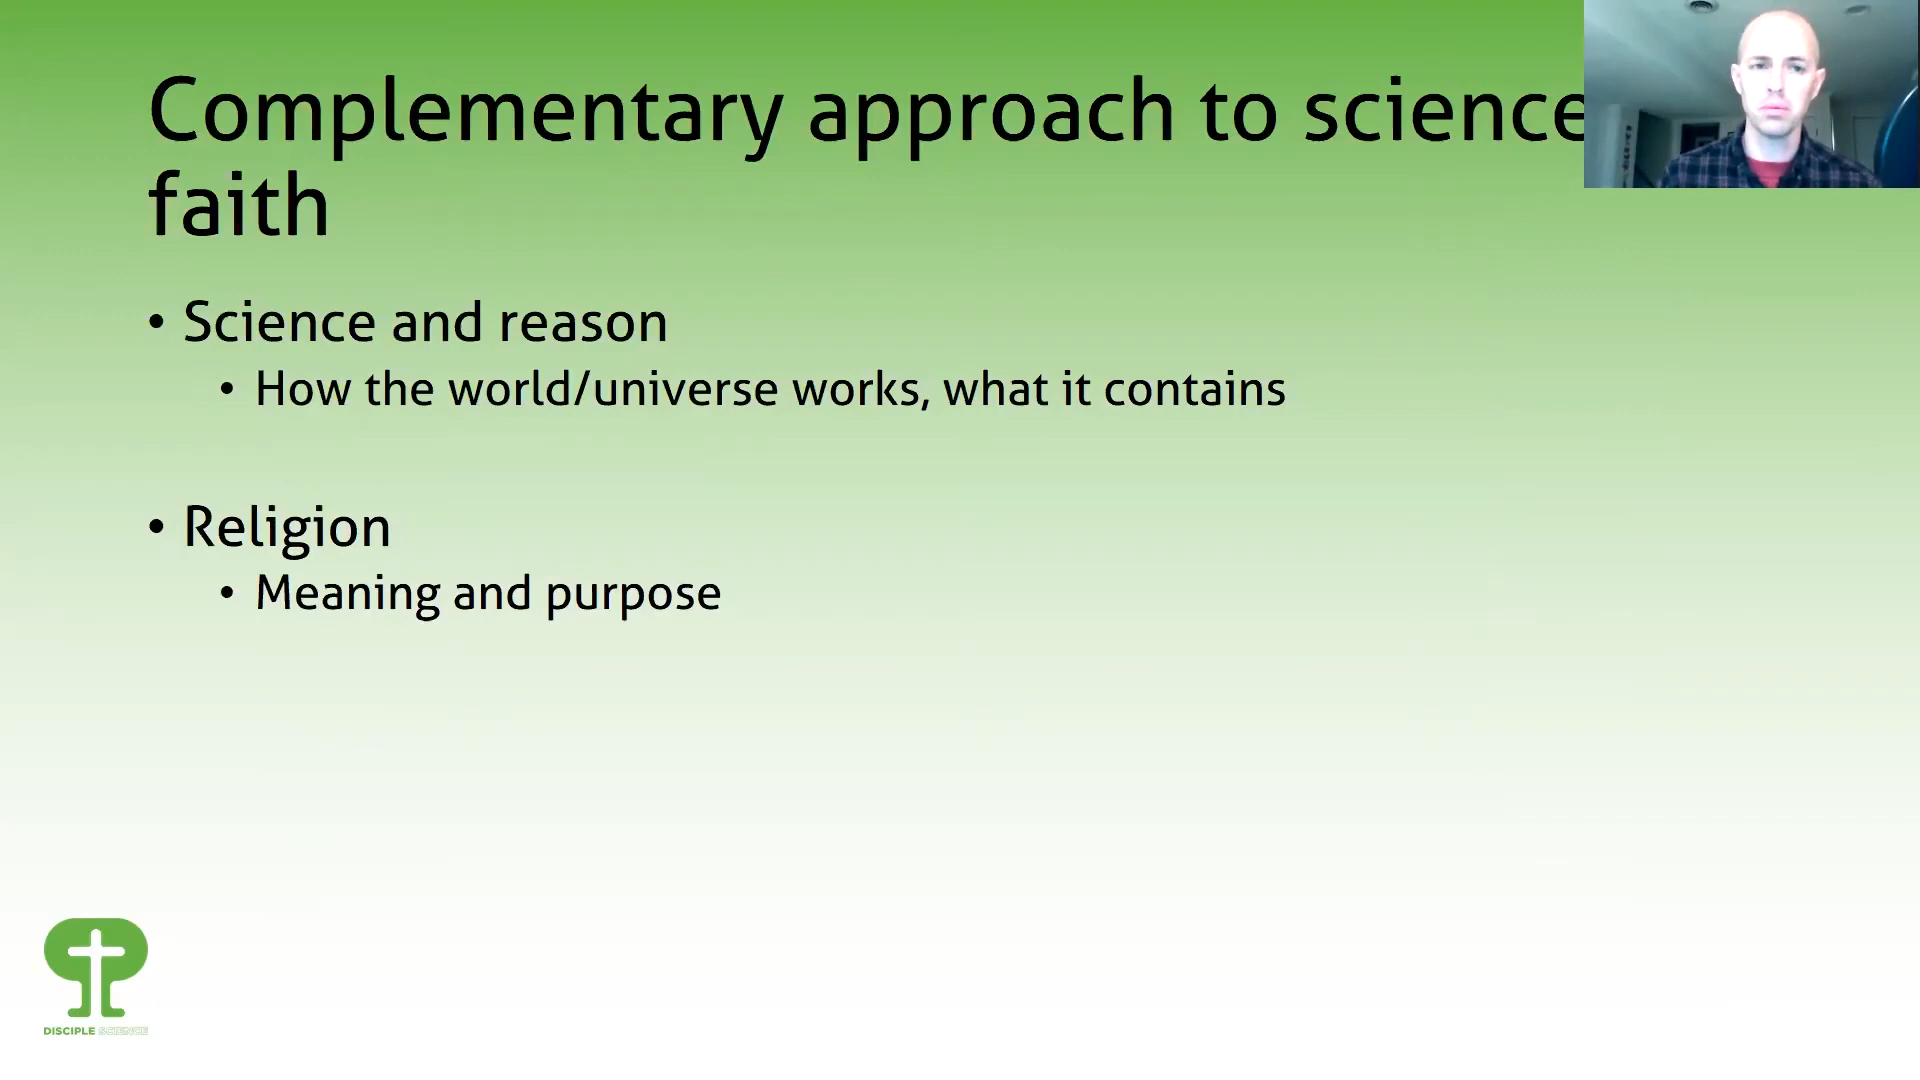 Complementary approach to science
faith
• Science and reason
• How the world/universe works, what it contains
• Religion
• Meaning and purpose
DISCIPLE SCIENCE